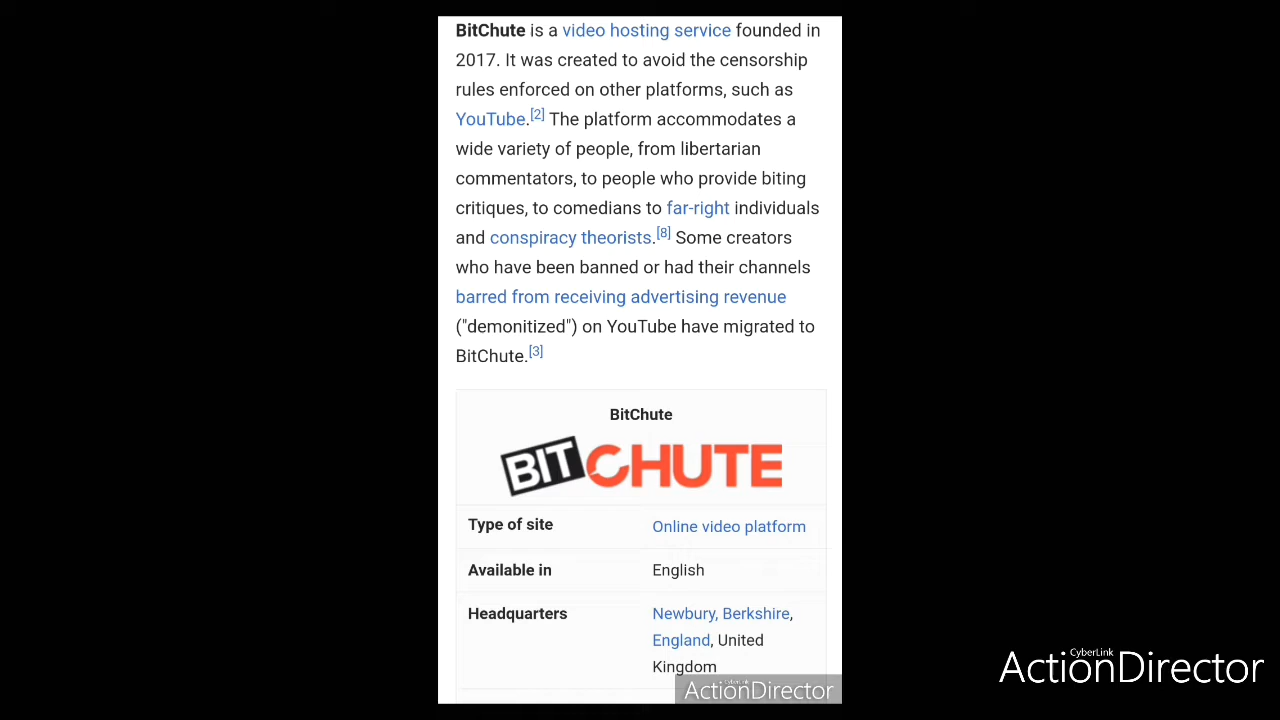 BitChute is a video hosting service founded in
2017. It was created to avoid the censorship
rules enforced on other platforms, such as
YouTube.[2] The platform accommodates a
wide variety of people, from libertarian
commentators, to people who provide biting
critiques, to comedians to far-right individuals
and conspiracy theorists.[8] Some creators
who have been banned or had their channels
barred from receiving advertising revenue
("demonitized") on YouTube have migrated to
BitChute.[3]
BitChute
BITCHUTE
Type of site Online video platform
Available in English
Headquarters Newbury, Berkshire,
England, United
Kingdom
CyberLink
ActionDirector
CyberLink
ActionDirector